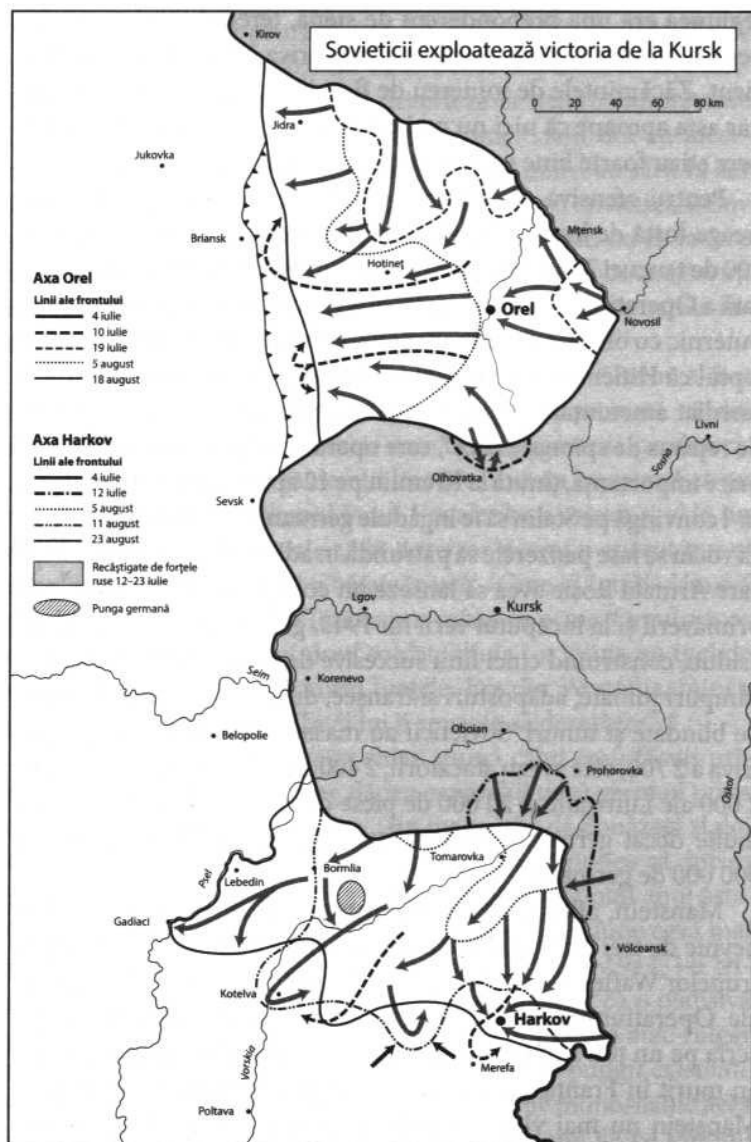 Sovieticii exploatează victoria de la Kursk
0 20 40 60 80 km
Kirov
Jidra
Jukovka
Briansk
Mțensk
Hotineț
Orel
Novosil
Axa Orel
Linii ale frontului
4 iulie
10 iulie
19 iulie
5 august
18 august
Livni
Sosna
Olhovatka
Sevsk
Axa Harkov
Linii ale frontului
4 iulie
12 iulie
5 august
11 august
23 august
Recâștigate de forțele
ruse 12–23 iulie
Punga germană
Lgov
Kursk
Seim
Korenevo
Belopolie
Oboian
Prohorovka
Oskol
Psel
Lebedin
Bormlia
Tomarovka
Gadiaci
Volceansk
Kotelva
Harkov
Merefa
Vorskla
Poltava